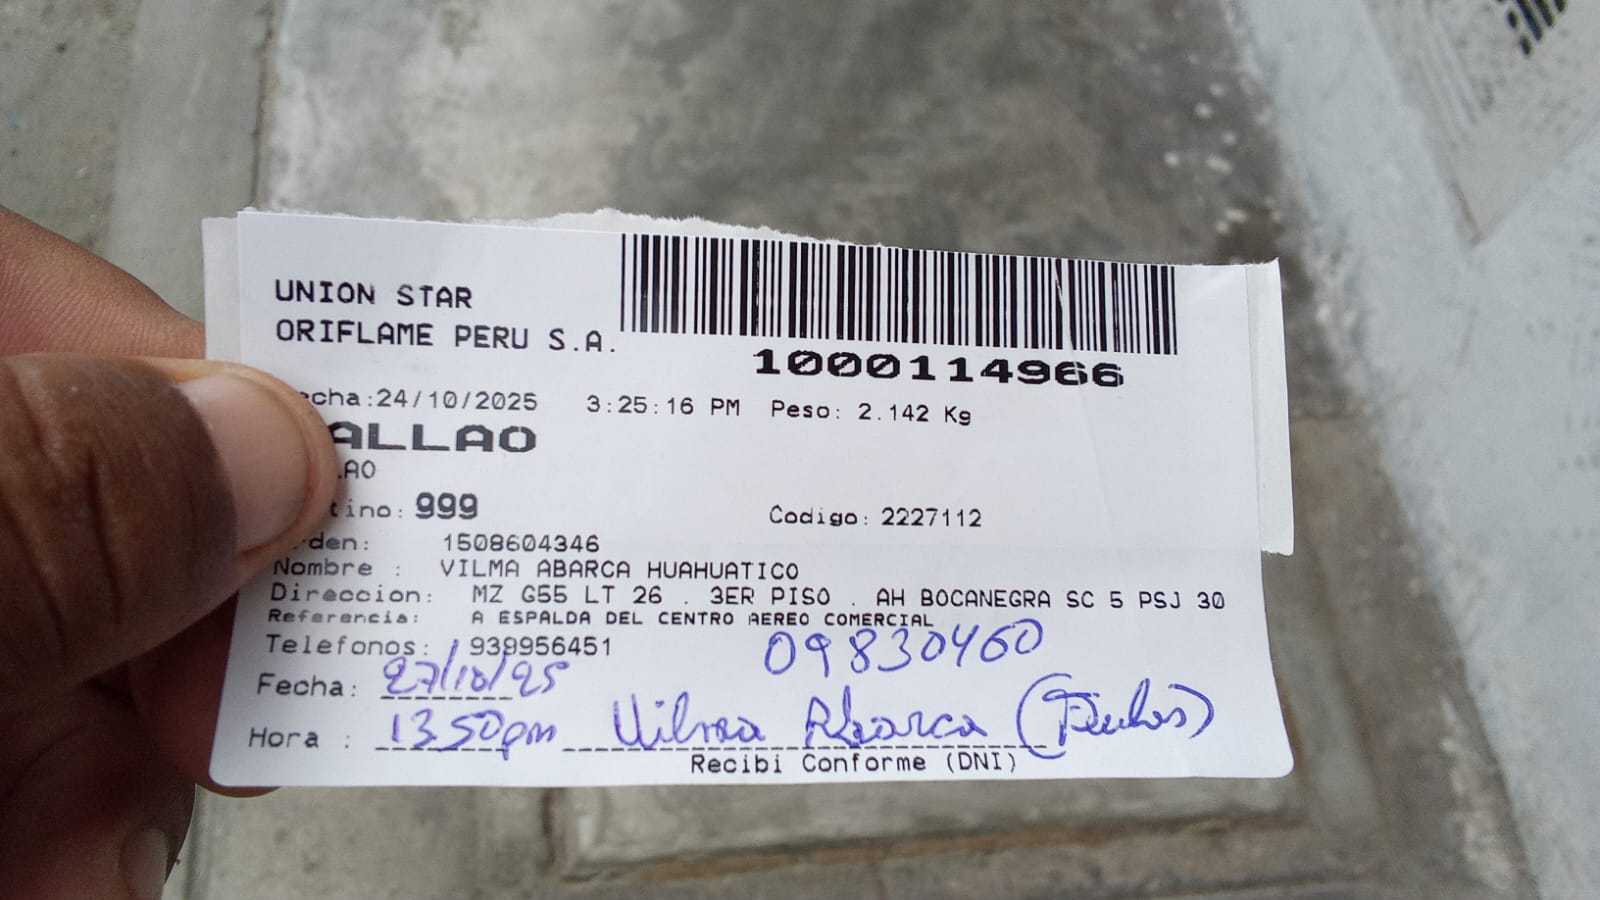 UNION STAR
ORIFLAME PERU S.A.
1000114966
cha:24/10/2025 3:25:16 PM Peso: 2.142 Kg
ALLAO
AO
tino: 999 Codigo: 2227112
den: 1508604346
Nombre : VILMA ABARCA HUAHUATICO
Direccion: MZ G55 LT 26 . 3ER PISO . AH BOCANEGRA SC 5 PSJ 30
Referencia: A ESPALDA DEL CENTRO AEREO COMERCIAL
Telefonos: 939956451 09830460
Fecha: 27/10/25
Hora : 13 50pm Vilma Abarca
Recibi Conforme (DNI)